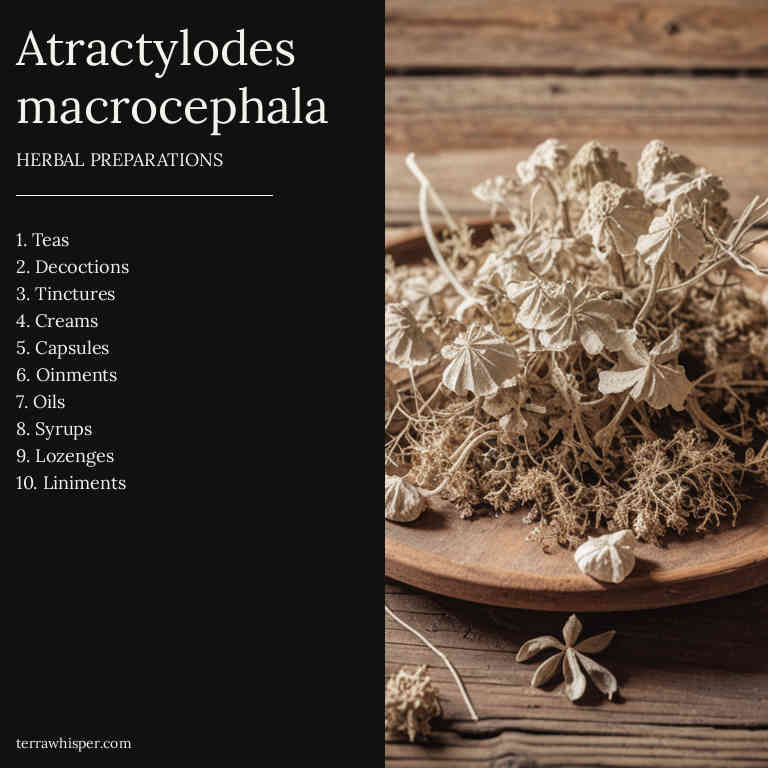 Atractylodes
macrocephala
HERBAL PREPARATIONS
1. Teas
2. Decoctions
3. Tinctures
4. Creams
5. Capsules
6. Oinments
7. Oils
8. Syrups
9. Lozenges
10. Liniments
terrawhisper.com